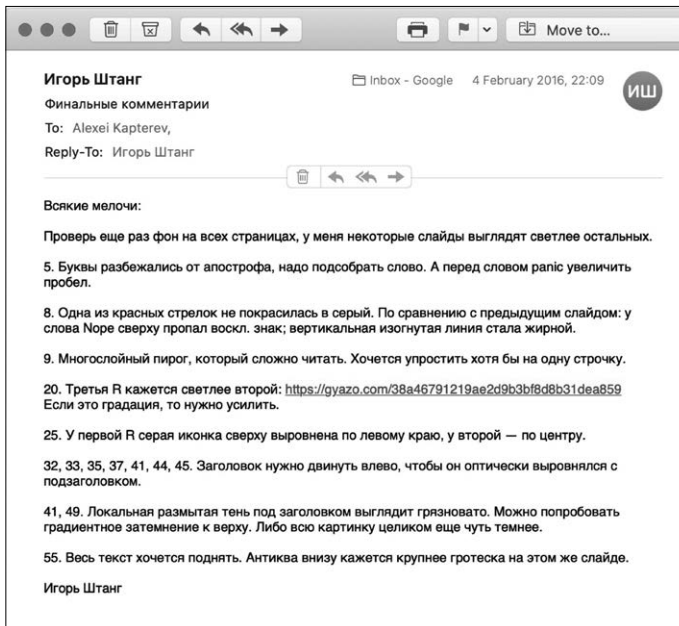 Move to...
Игорь Штанг
Inbox - Google 4 February 2016, 22:09
ИШ
Финальные комментарии
To: Alexei Kapterev,
Reply-To: Игорь Штанг
Всякие мелочи:
Проверь еще раз фон на всех страницах, у меня некоторые слайды выглядят светлее остальных.
5. Буквы разбежались от апострофа, надо подсобрать слово. А перед словом panic увеличить
пробел.
8. Одна из красных стрелок не покрасилась в серый. По сравнению с предыдущим слайдом: у
слова Nope сверху пропал воскл. знак; вертикальная изогнутая линия стала жирной.
9. Многослойный пирог, который сложно читать. Хочется упростить хотя бы на одну строчку.
20. Третья R кажется светлее второй: https://gyazo.com/38a46791219ae2d9b3bf8d8b31dea859
Если это градация, то нужно усилить.
25. У первой R серая иконка сверху выровнена по левому краю, у второй — по центру.
32, 33, 35, 37, 41, 44, 45. Заголовок нужно двинуть влево, чтобы он оптически выровнялся с
подзаголовком.
41, 49. Локальная размытая тень под заголовком выглядит грязновато. Можно попробовать
градиентное затемнение к верху. Либо всю картинку целиком еще чуть темнее.
55. Весь текст хочется поднять. Антиква внизу кажется крупнее гротеска на этом же слайде.
Игорь Штанг